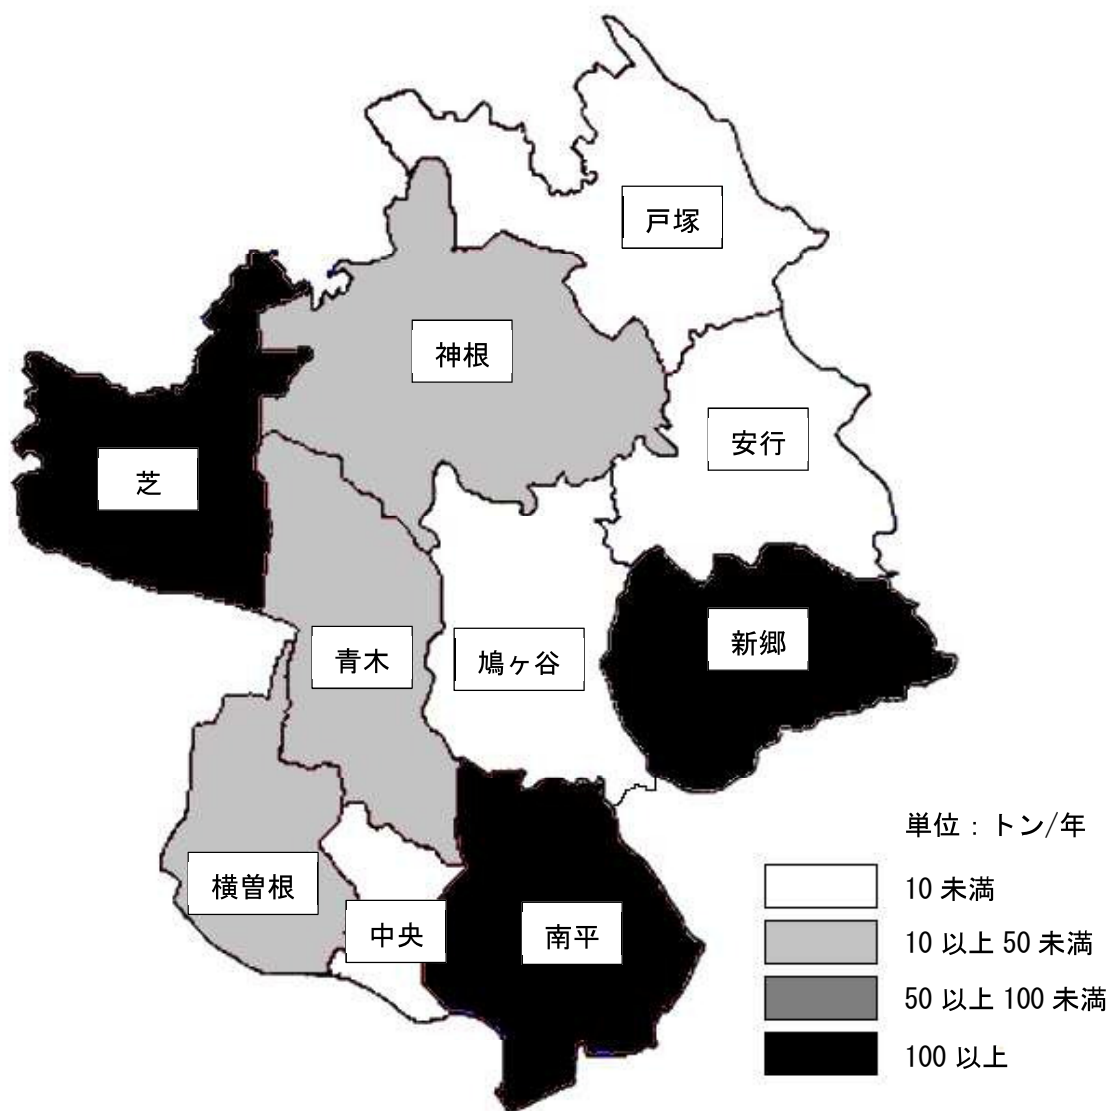 戸塚
神根
安行
芝
新郷
青木
鳩ヶ谷
横曽根
中央
南平
単位：トン/年
10 未満
10 以上 50 未満
50 以上 100 未満
100 以上